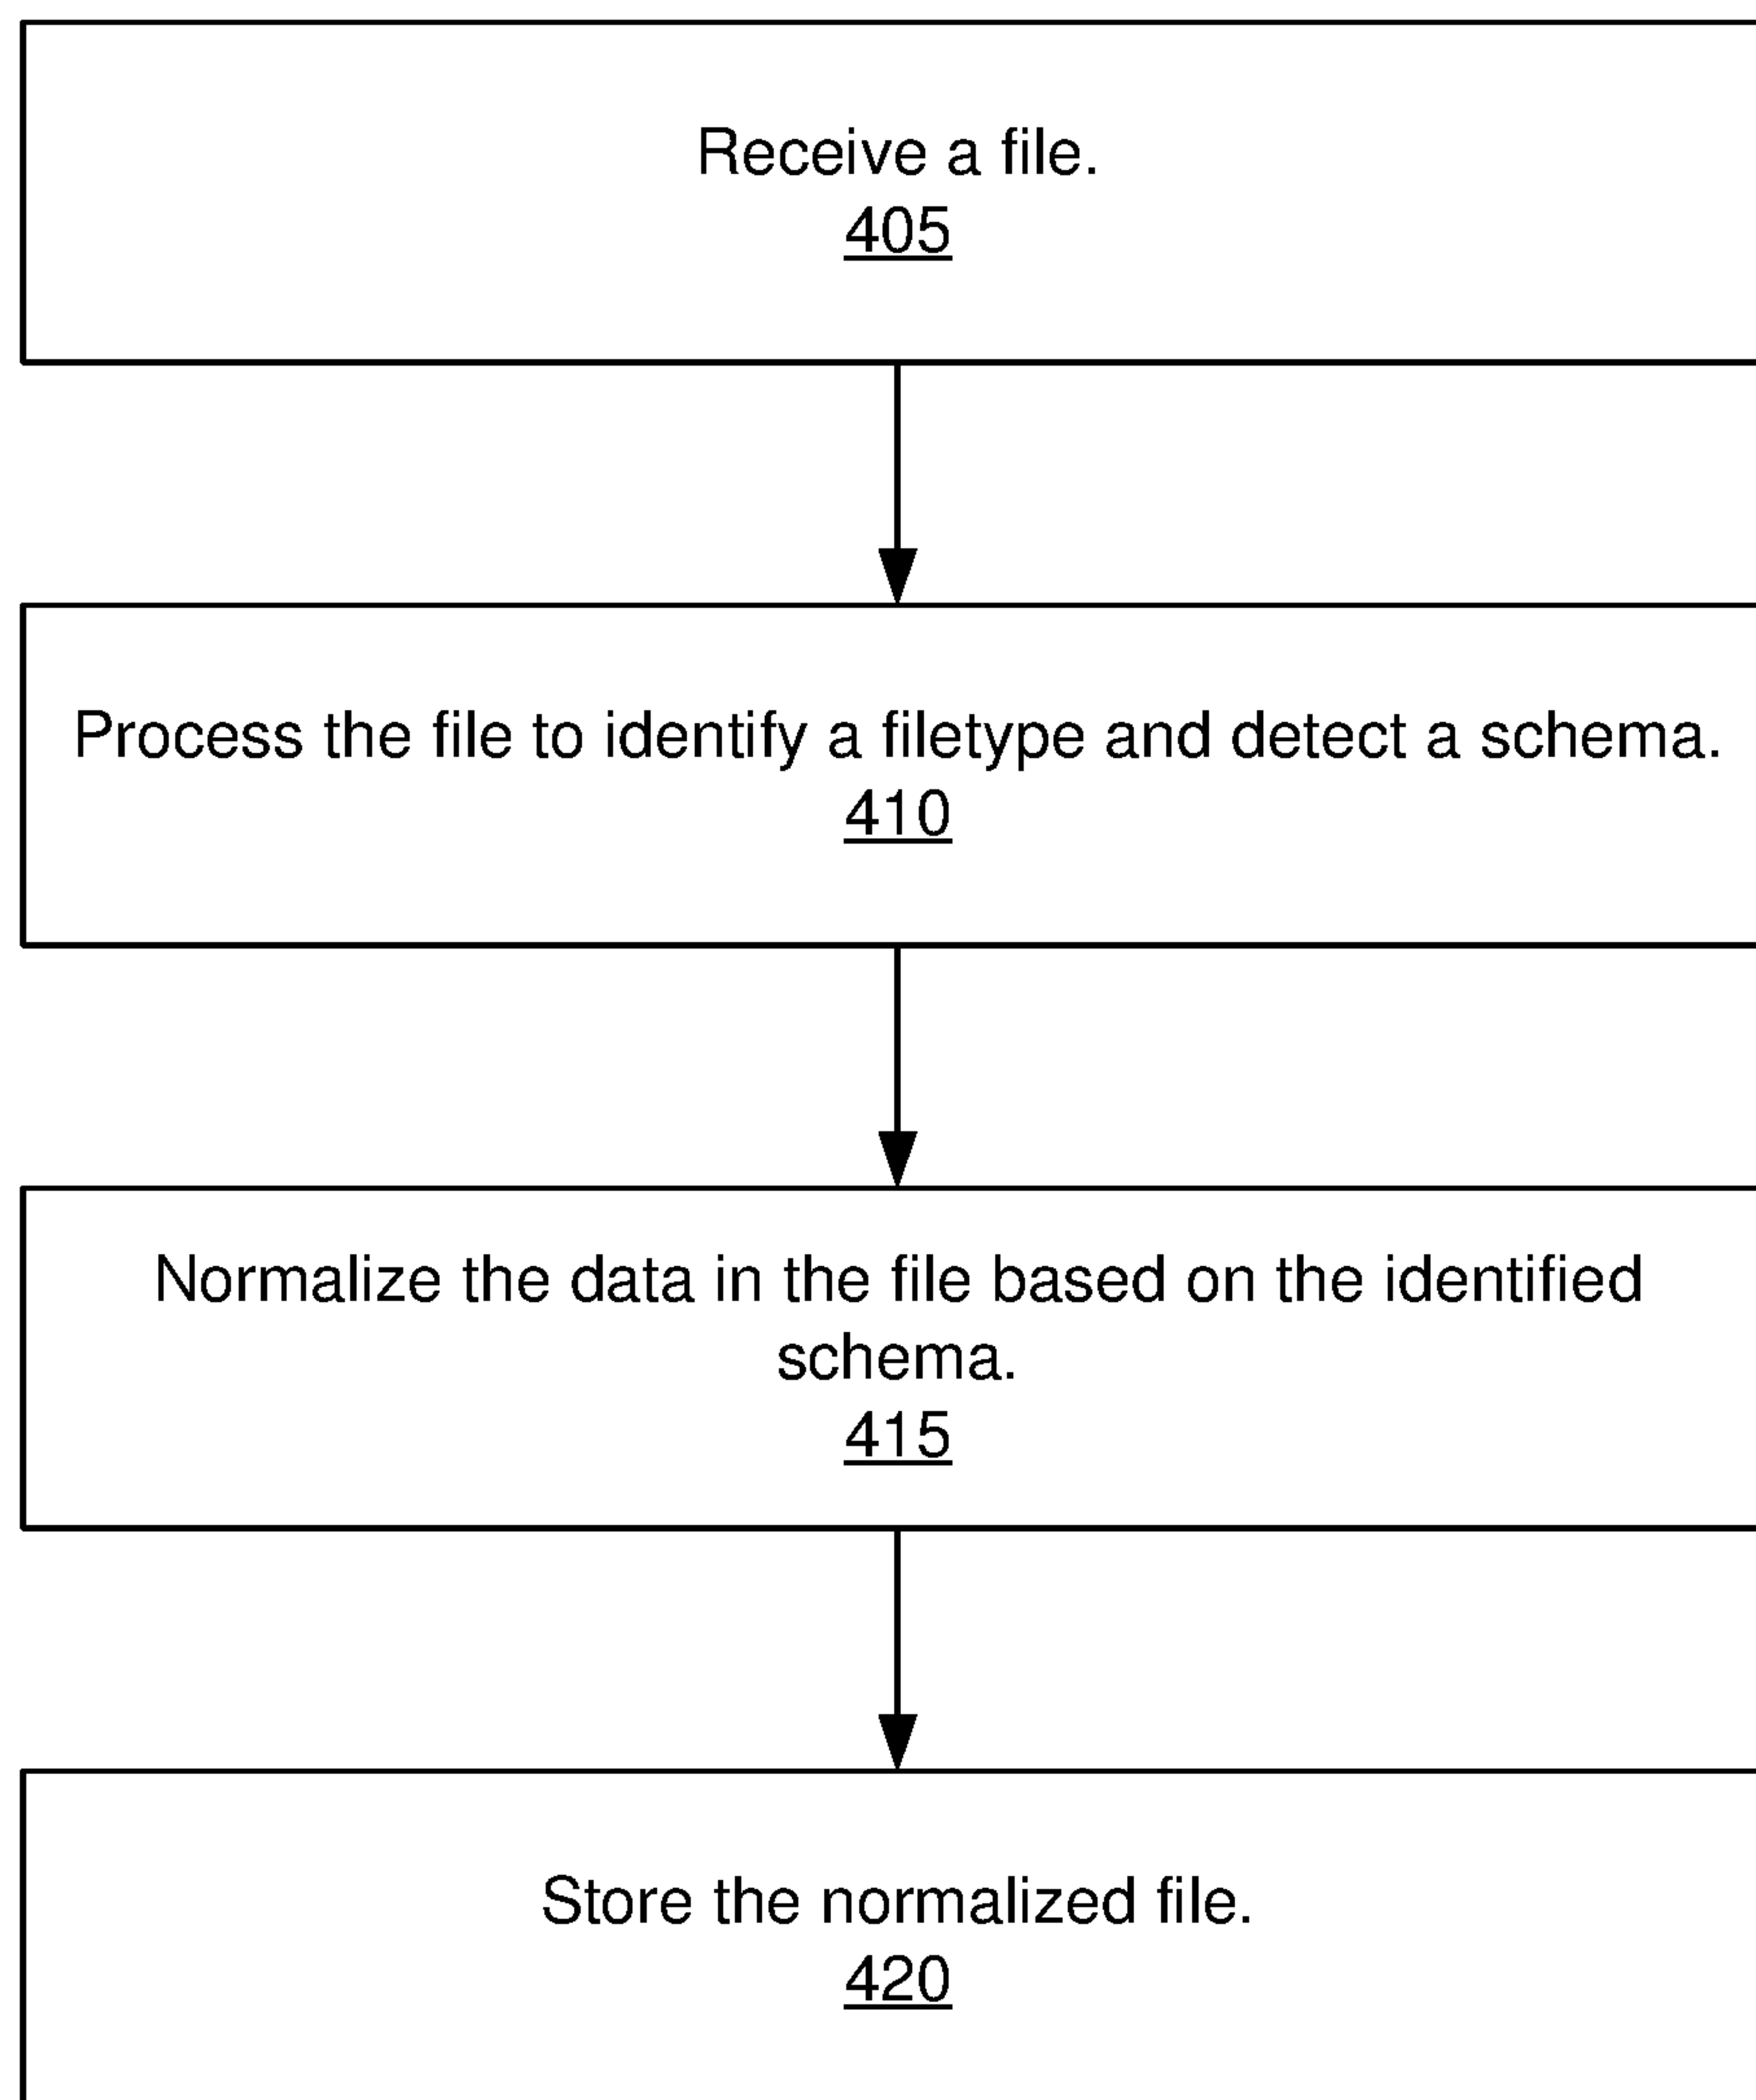 Receive a file.
405
Process the file to identify a filetype and detect a schema.
410
Normalize the data in the file based on the identified
schema.
415
Store the normalized file.
420